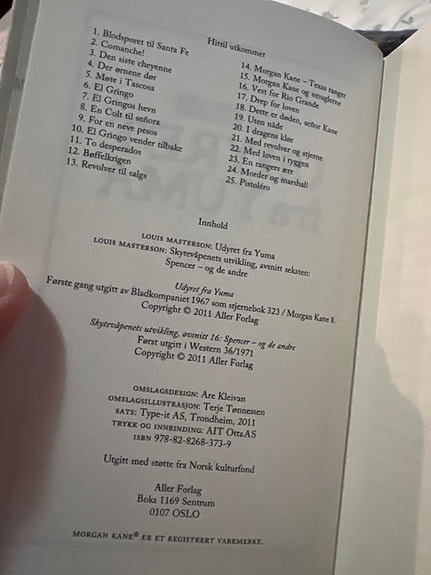 Hittil utkommet
1. Blodsporet til Santa Fe
2. Comanche!
3. Den siste cheyenne
4. Der ørnene dør
5. Møte i Tascosa
6. El Gringo
7. El Gringos hevn
8. En Colt til señora
9. For en neve pesos
10. El Gringo vender tilbake
11. To desperados
12. Bøffelkrigen
13. Revolver til salgs
14. Morgan Kane – Texas ranger
15. Morgan Kane og smuglerne
16. Vest for Rio Grande
17. Drep for loven
18. Dette er døden, señor Kane
19. Uten nåde
20. I dragens klør
21. Med revolver og stjerne
22. Med loven i ryggen
23. En rangers ære
24. Morder og marshal!
25. Pistoléro
Innhold
LOUIS MASTERSON: Udyret fra Yuma
LOUIS MASTERSON: Skytevåpenets utvikling, avsnitt seksten:
Spencer – og de andre
Udyret fra Yuma
Første gang utgitt av Bladkompaniet 1967 som stjernebok 323 / Morgan Kane 8.
Copyright © 2011 Aller Forlag
Skytevåpenets utvikling, avsnitt 16: Spencer – og de andre
Først utgitt i Western 36/1971
Copyright © 2011 Aller Forlag
OMSLAGSDESIGN: Are Kleivan
OMSLAGSILLUSTRASJON: Terje Tønnessen
SATS: Type-it AS, Trondheim, 2011
TRYKK OG INNBINDING: AIT Otta AS
ISBN 978-82-8268-373-9
Utgitt med støtte fra Norsk kulturfond
Aller Forlag
Boks 1169 Sentrum
0107 OSLO
MORGAN KANE® ER ET REGISTRERT VAREMERKE.